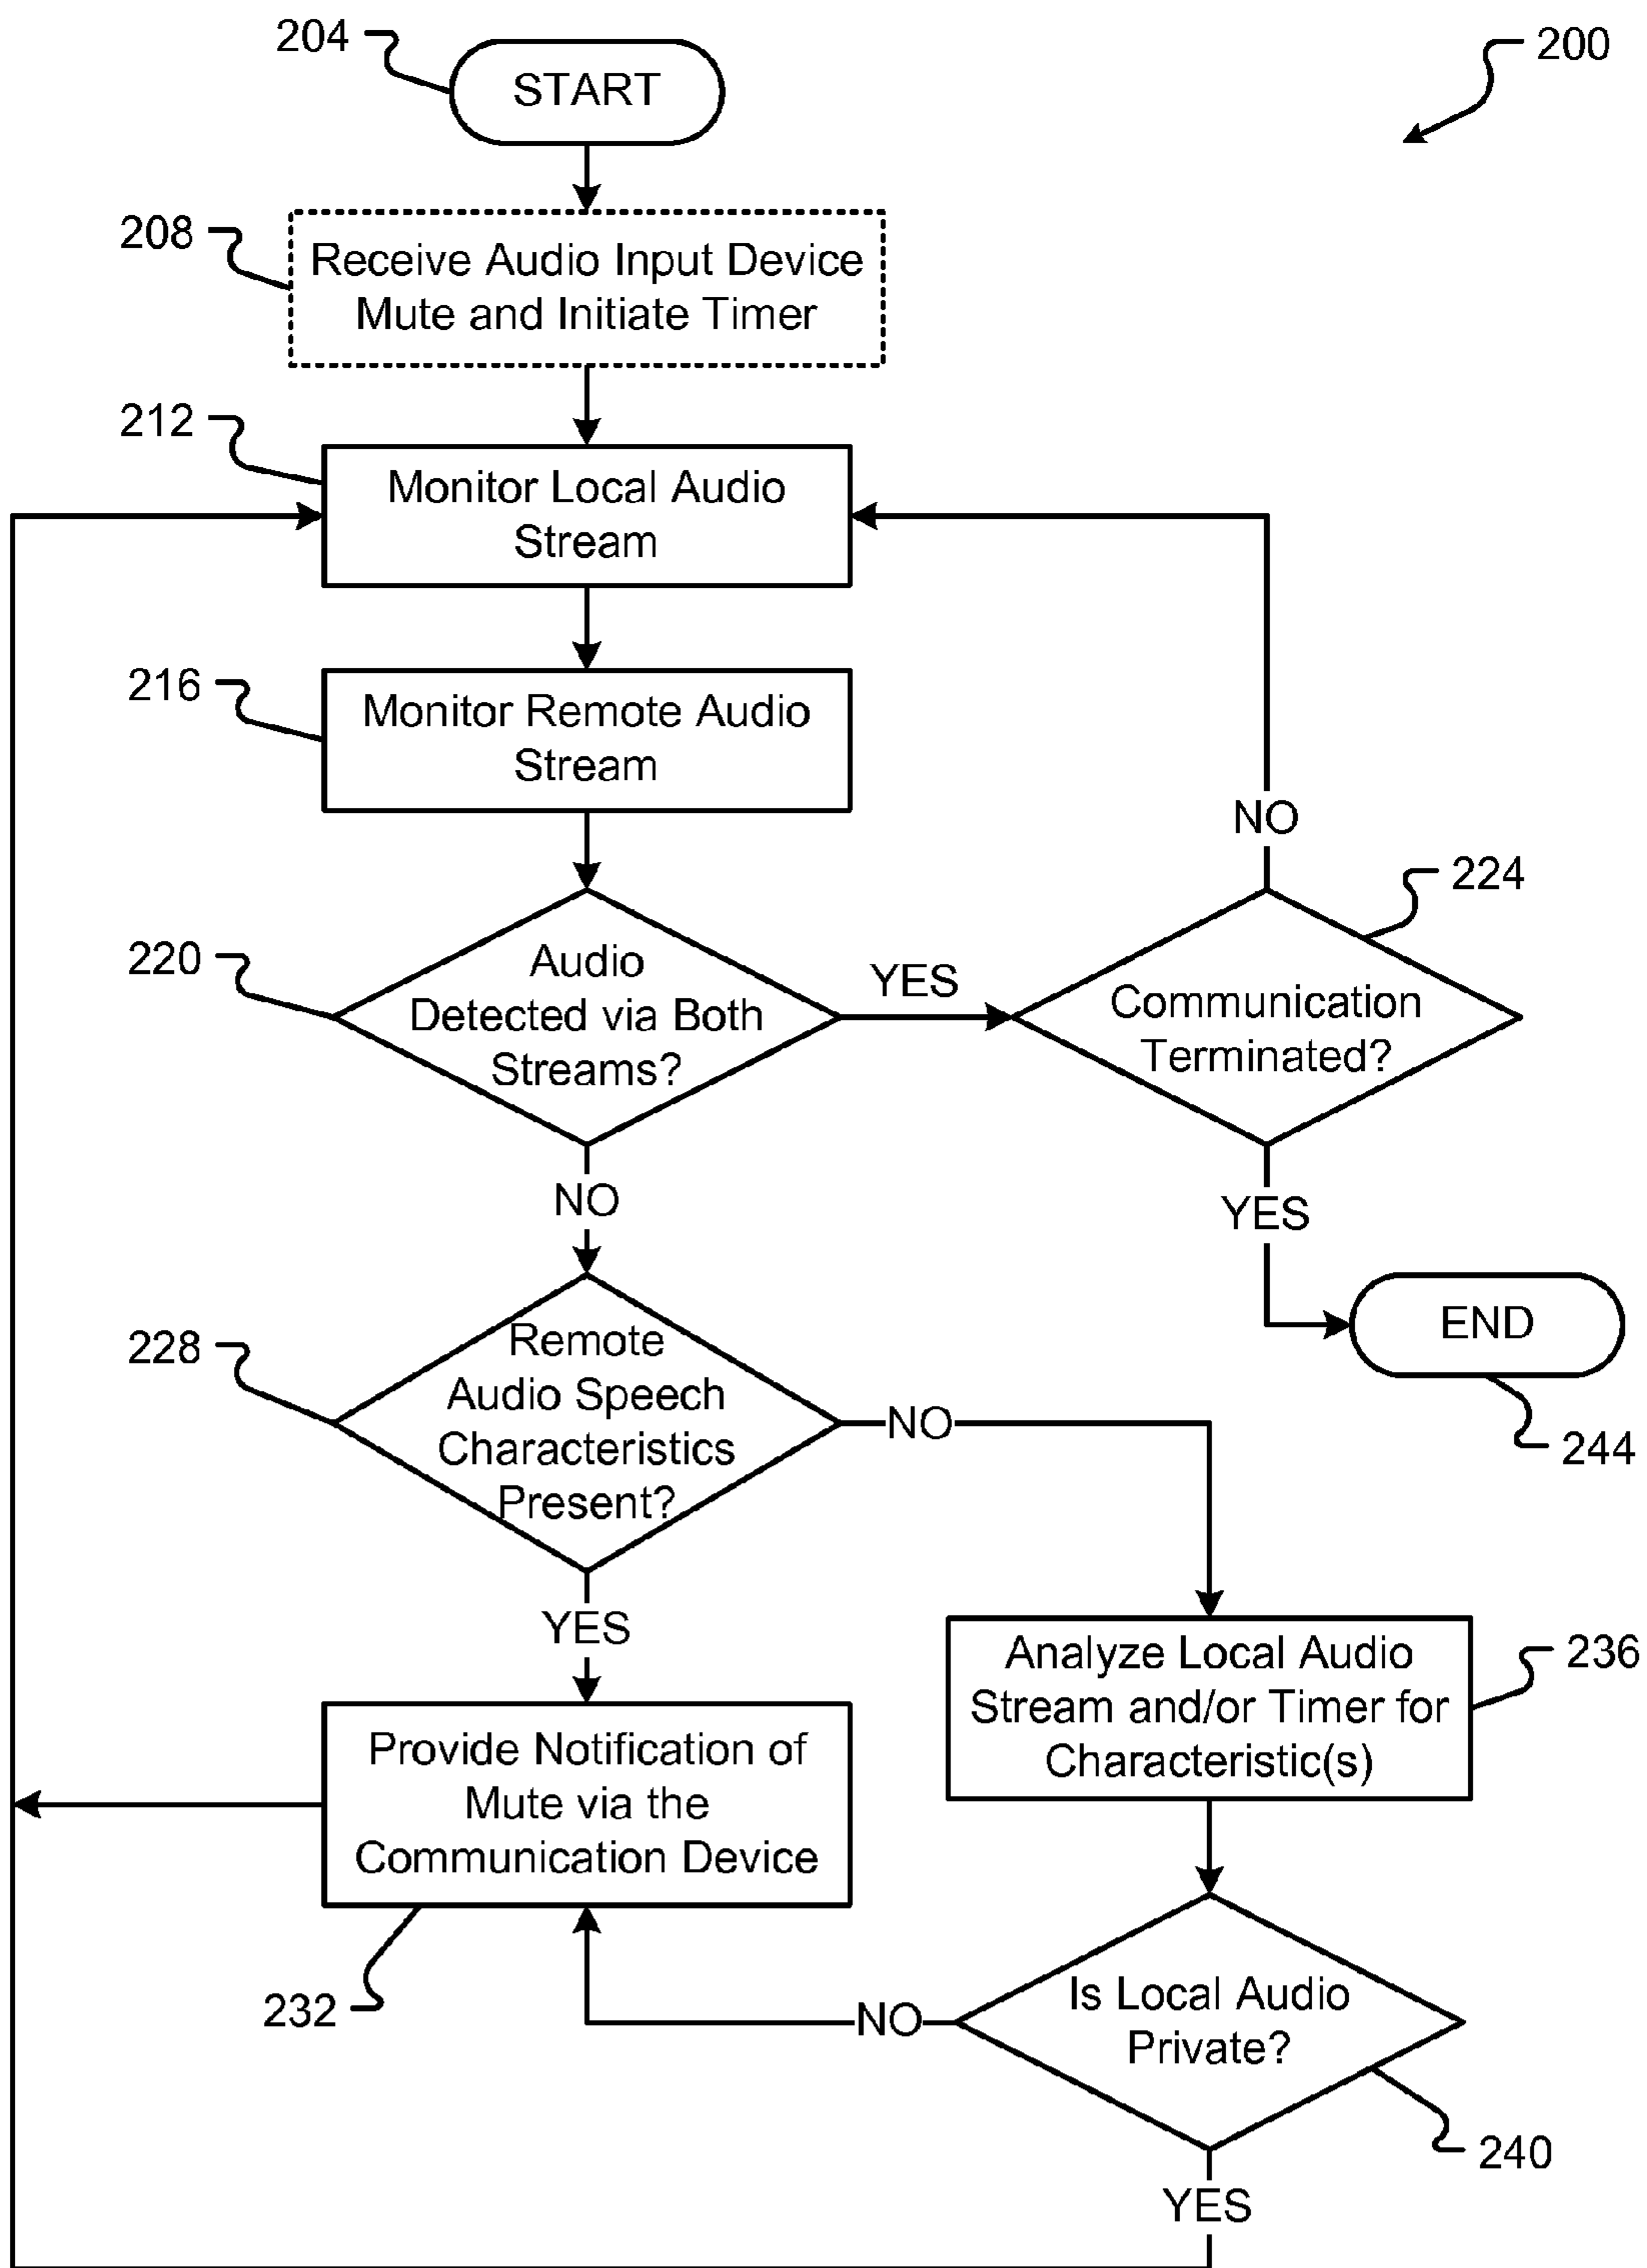 204
START
200
208
Receive Audio Input Device
Mute and Initiate Timer
212
Monitor Local Audio
Stream
216
Monitor Remote Audio
Stream
NO
224
220
Audio
Detected via Both
Streams?
YES
Communication
Terminated?
NO
YES
END
244
228
Remote
Audio Speech
Characteristics
Present?
NO
YES
236
Analyze Local Audio
Stream and/or Timer for
Characteristic(s)
Provide Notification of
Mute via the
Communication Device
232
NO
Is Local Audio
Private?
240
YES